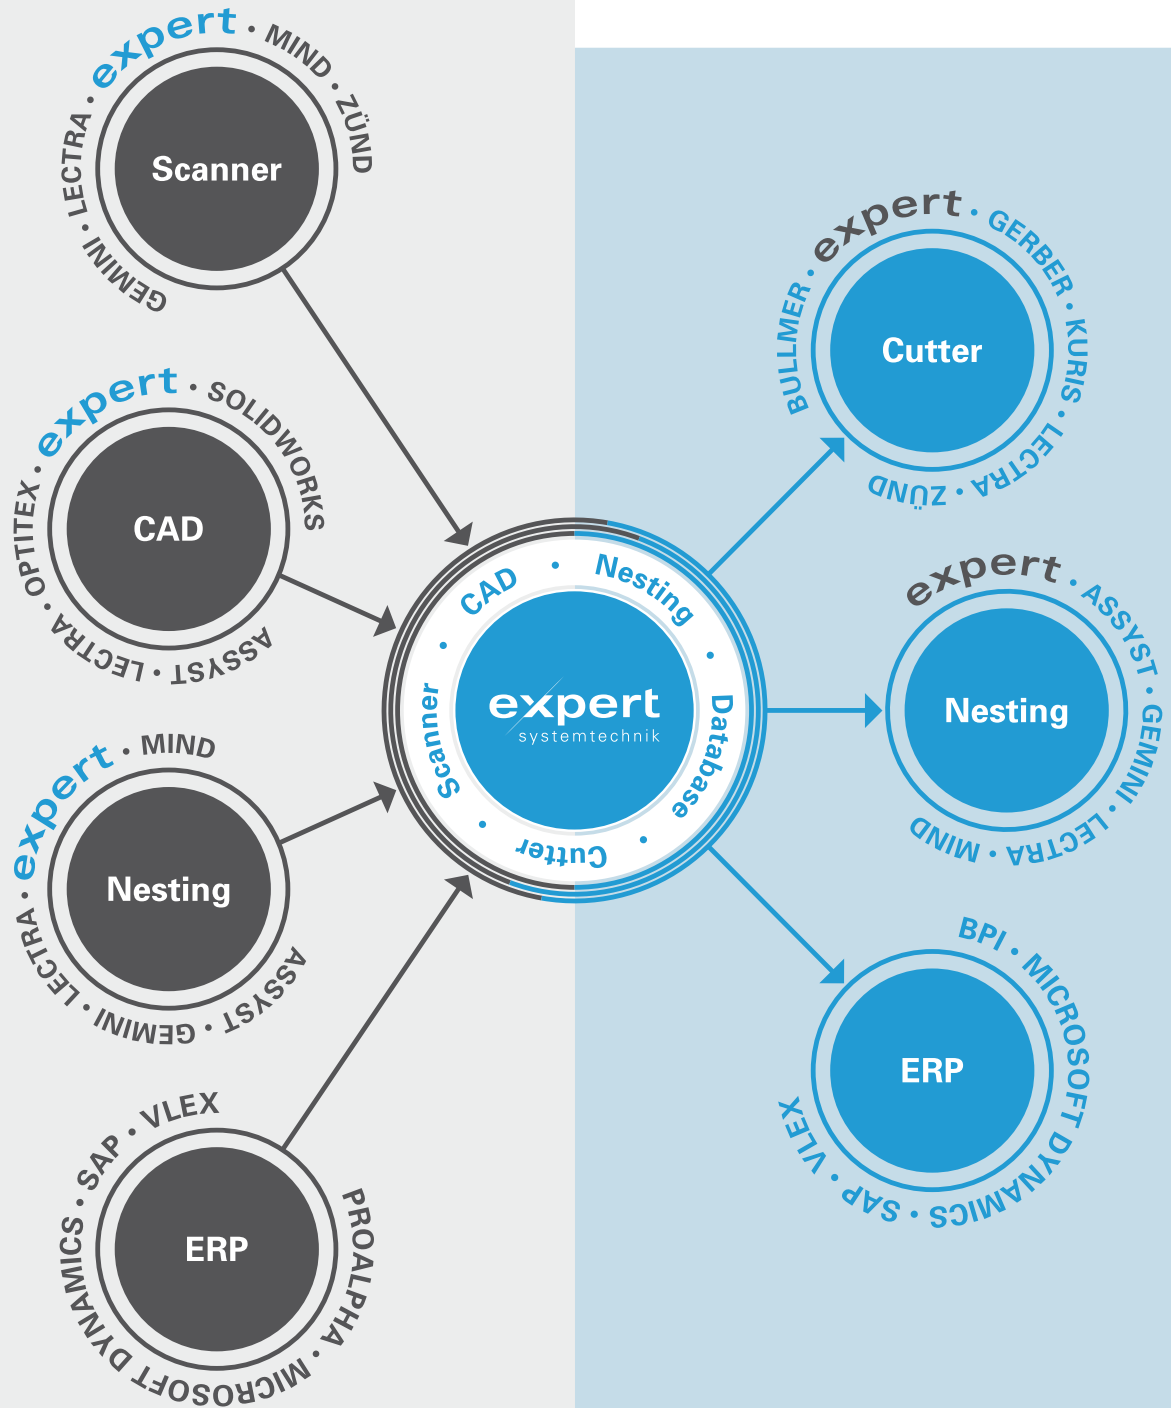 GEMINI · LECTRA · expert · MIND · ZÜND
Scanner
OPTITEX · expert · SOLIDWORKS
CAD
ASSYST · LECTRA ·
expert · MIND
Nesting
ASSYST · GEMINI · LECTRA ·
SAP · VLEX
ERP
PROALPHA · MICROSOFT DYNAMICS ·
Scanner · CAD · Nesting · Database · Cutter ·
expert
systemtechnik
BULLMER · expert · GERBER · KURIS · LECTRA · ZÜND
Cutter
expert · ASSYST · GEMINI · LECTRA · MIND
Nesting
BPI · MICROSOFT DYNAMICS · SAP · VLEX
ERP